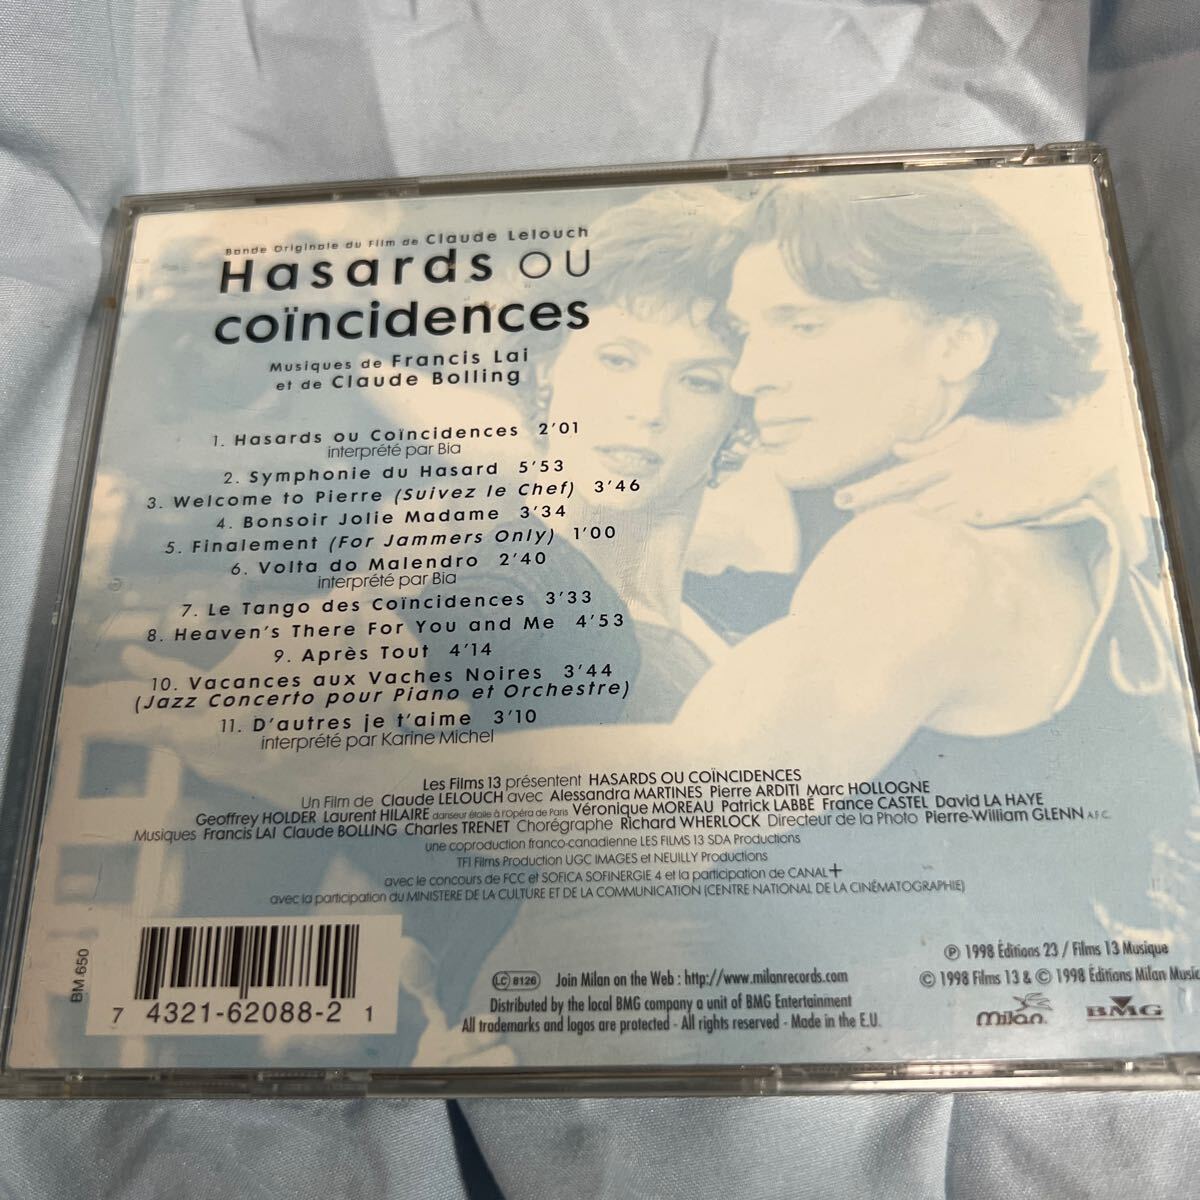 Bande Originale du Film de Claude Lelouch
Hasards ou
coïncidences
Musiques de Francis Lai
et de Claude Bolling
1. Hasards ou Coïncidences 2'01
interprété par Bia
2. Symphonie du Hasard 5'53
3. Welcome to Pierre (Suivez le Chef) 3'46
4. Bonsoir Jolie Madame 3'34
5. Finalement (For Jammers Only) 1'00
6. Volta do Malendro 2'40
interprété par Bia
7. Le Tango des Coïncidences 3'33
8. Heaven's There For You and Me 4'53
9. Après Tout 4'14
10. Vacances aux Vaches Noires 3'44
(Jazz Concerto pour Piano et Orchestre)
11. D'autres je t'aime 3'10
interprété par Karine Michel
Les Films 13 présentent HASARDS OU COÏNCIDENCES
Un Film de Claude LELOUCH avec Alessandra MARTINES Pierre ARDITI Marc HOLLOGNE
Geoffrey HOLDER Laurent HILAIRE danseur étoile à l'Opéra de Paris Véronique MOREAU Patrick LABBÉ France CASTEL David LA HAYE
Musiques Francis LAI Claude BOLLING Charles TRENET Chorégraphe Richard WHERLOCK Directeur de la Photo Pierre-William GLENN A.F.C.
une coproduction franco-canadienne LES FILMS 13 SDA Productions
TF1 Films Production UGC IMAGES et NEUILLY Productions
avec le concours de FCC et SOFICA SOFINERGIE 4 et la participation de CANAL+
avec la participation du MINISTERE DE LA CULTURE ET DE LA COMMUNICATION (CENTRE NATIONAL DE LA CINÉMATOGRAPHIE)
BM.650
7 4321-62088-2 1
LC 8126 Join Milan on the Web : http://www.milanrecords.com
Distributed by the local BMG company a unit of BMG Entertainment
All trademarks and logos are protected - All rights reserved - Made in the E.U.
℗ 1998 Éditions 23 / Films 13 Musique
© 1998 Films 13 & © 1998 Éditions Milan Music
milan
BMG